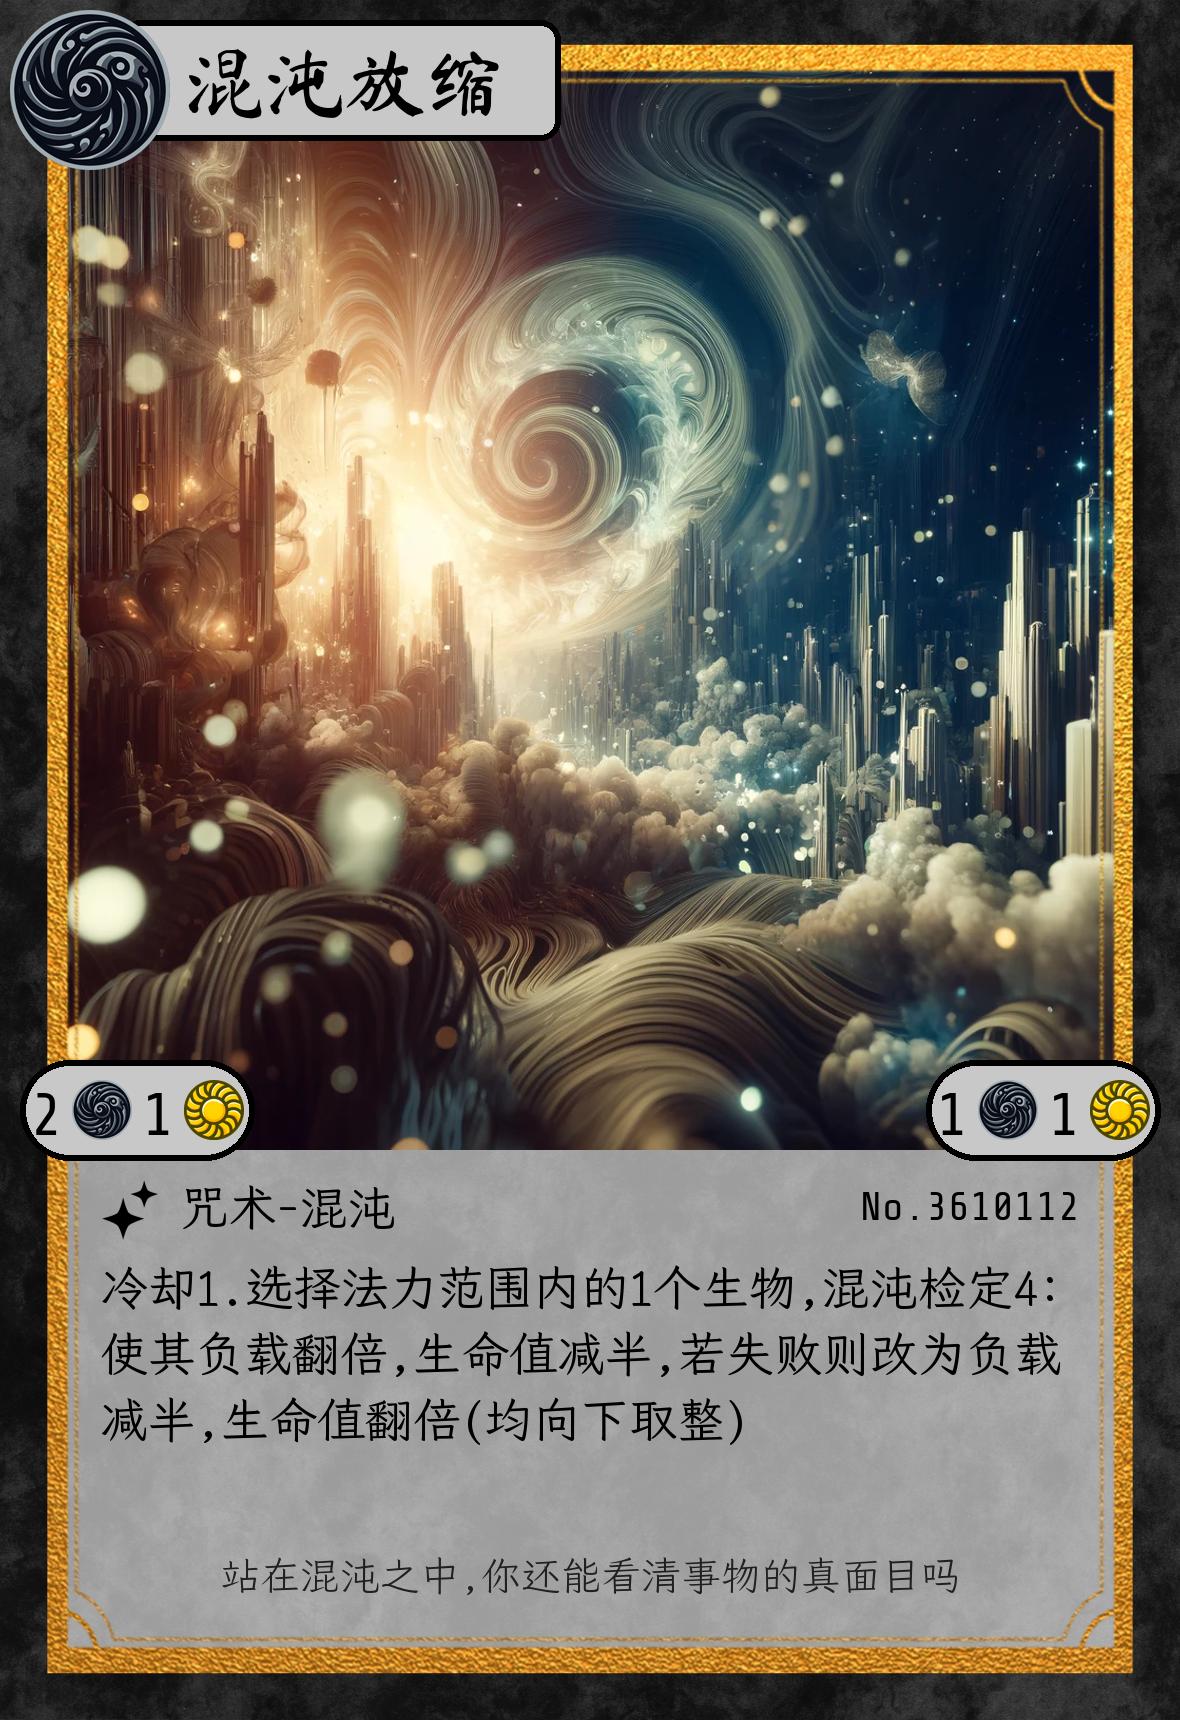 混沌放缩
2 1
1 1
咒术-混沌
No.3610112
冷却1.选择法力范围内的1个生物,混沌检定4:
使其负载翻倍,生命值减半,若失败则改为负载
减半,生命值翻倍(均向下取整)
站在混沌之中,你还能看清事物的真面目吗